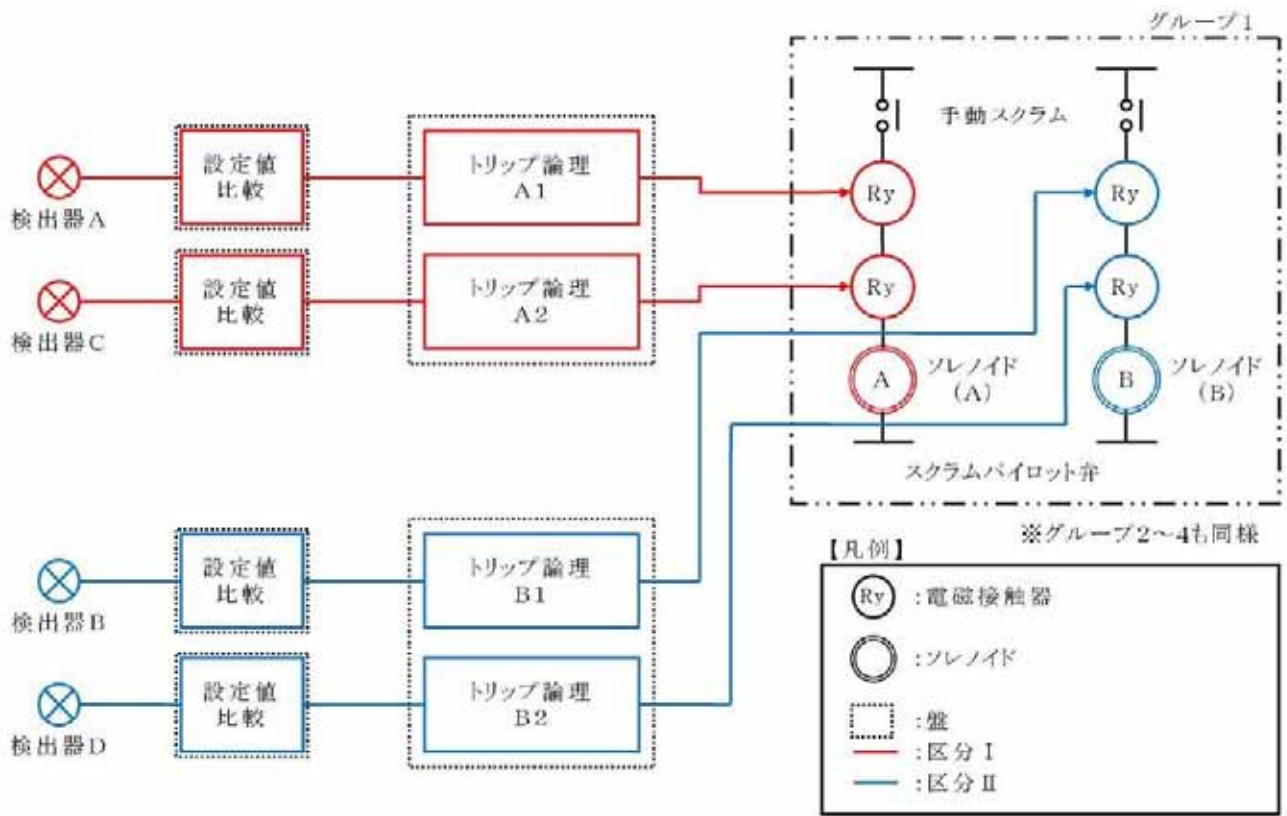 グループ1
手動スクラム
検出器A
設定値
比較
トリップ論理
A1
Ry
Ry
検出器C
設定値
比較
トリップ論理
A2
Ry
Ry
A
ソレノイド
(A)
B
ソレノイド
(B)
スクラムパイロット弁
※グループ2~4も同様
検出器B
設定値
比較
トリップ論理
B1
検出器D
設定値
比較
トリップ論理
B2
【凡例】
Ry
:電磁接触器
:ソレノイド
:盤
:区分Ⅰ
:区分Ⅱ